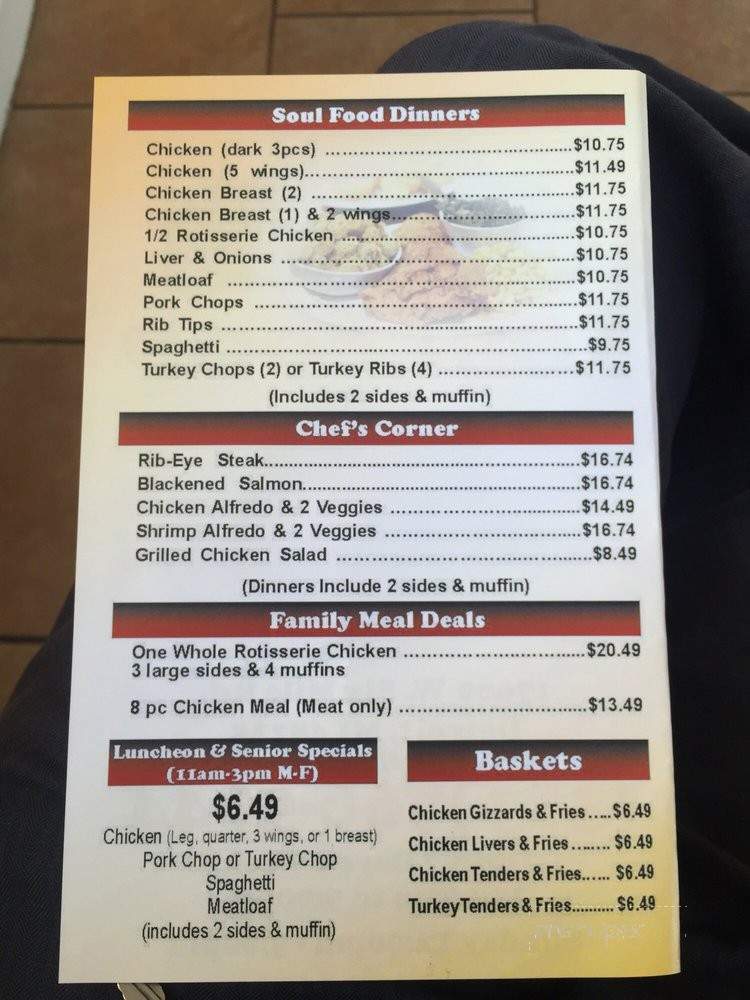 Soul Food Dinners
Chicken (dark 3pcs) ........................................$10.75
Chicken (5 wings)...........................................$11.49
Chicken Breast (2) ..........................................$11.75
Chicken Breast (1) & 2 wings..............................$11.75
1/2 Rotisserie Chicken .....................................$10.75
Liver & Onions ..............................................$10.75
Meatloaf ....................................................$10.75
Pork Chops .................................................$11.75
Rib Tips ....................................................$11.75
Spaghetti ....................................................$9.75
Turkey Chops (2) or Turkey Ribs (4) ......................$11.75
(Includes 2 sides & muffin)
Chef's Corner
Rib-Eye Steak...............................................$16.74
Blackened Salmon..........................................$16.74
Chicken Alfredo & 2 Veggies ..............................$14.49
Shrimp Alfredo & 2 Veggies ...............................$16.74
Grilled Chicken Salad ......................................$8.49
(Dinners Include 2 sides & muffin)
Family Meal Deals
One Whole Rotisserie Chicken .............................$20.49
3 large sides & 4 muffins
8 pc Chicken Meal (Meat only) .............................$13.49
Luncheon & Senior Specials
(11am-3pm M-F)
$6.49
Chicken (Leg, quarter, 3 wings, or 1 breast)
Pork Chop or Turkey Chop
Spaghetti
Meatloaf
(includes 2 sides & muffin)
Baskets
Chicken Gizzards & Fries .....$6.49
Chicken Livers & Fries........ $6.49
Chicken Tenders & Fries...... $6.49
Turkey Tenders & Fries.......... $6.49